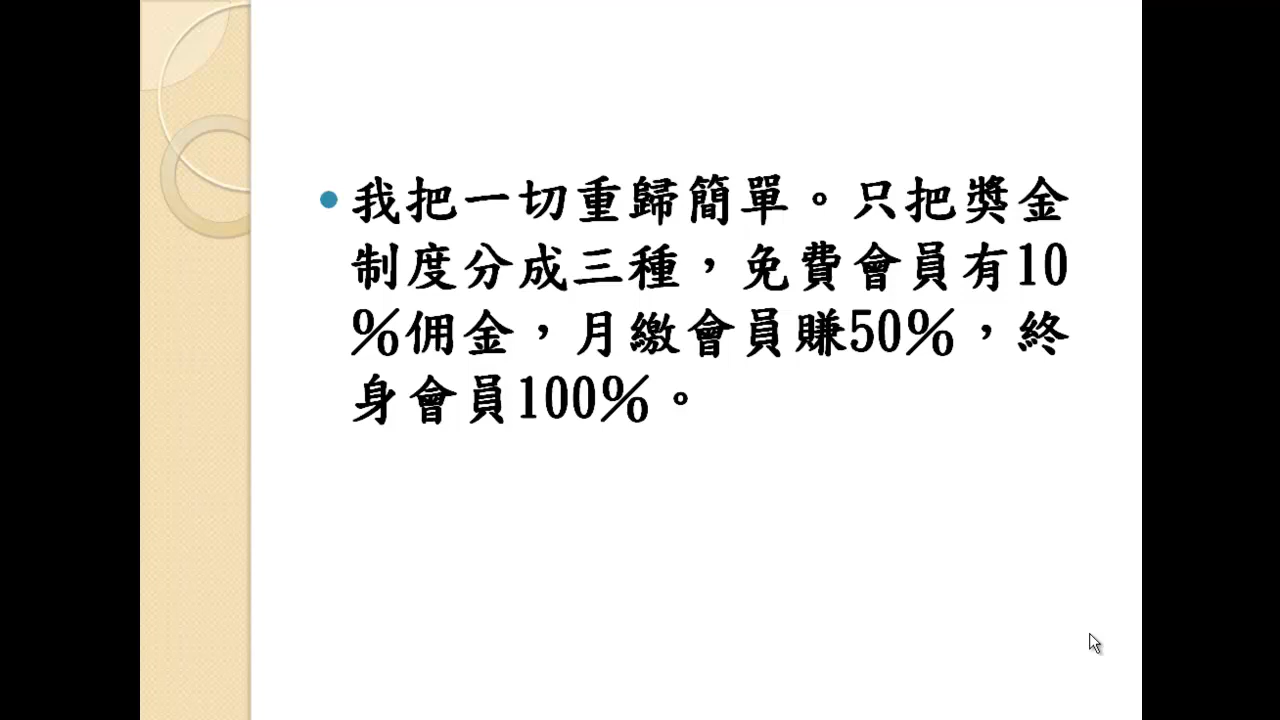 我把一切重歸簡單。只把獎金
制度分成三種，免費會員有10
%佣金，月繳會員賺50%，終
身會員100%。